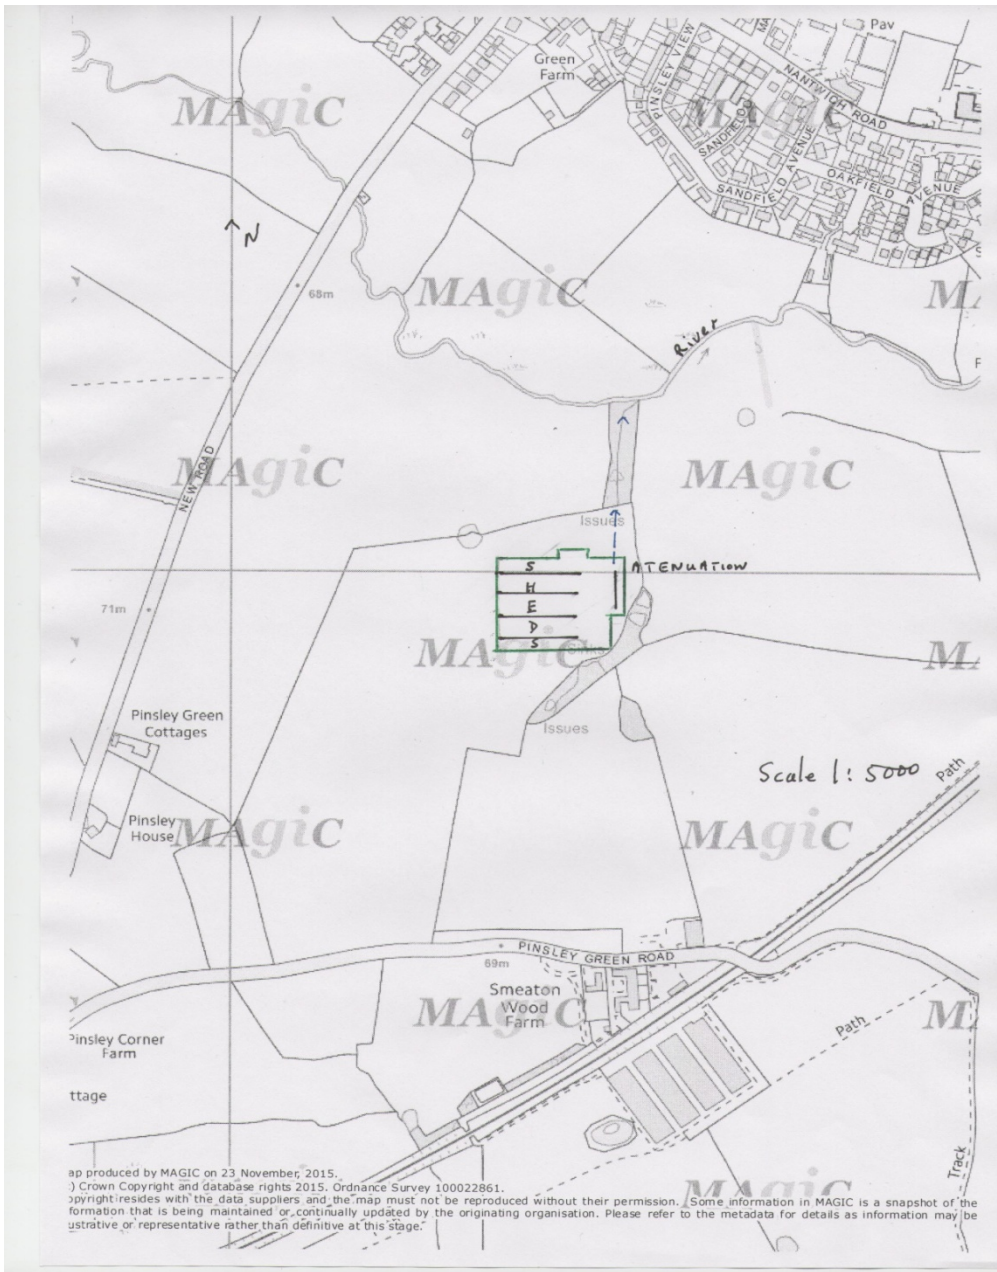 Pav
Green
Farm
PINSLEY VIEW
NANTWICH ROAD
MAgiC
MAgiC
SANDFIELD
SANDFIELD AVENUE
OAKFIELD AVENUE
N
68m
MAgiC
MA
River
NEW ROAD
MAgiC
MAgiC
Issues
S
H
E
D
S
ATENUATION
71m
MAgiC
MA
Sinks
Issues
Pinsley Green
Cottages
Scale 1:5000
Path
Pinsley
House
MAgiC
MAgiC
PINSLEY GREEN ROAD
69m
Smeaton
Wood
Farm
MAgiC
MA
Path
Pinsley Corner
Farm
ttage
Track
MAgiC
ap produced by MAGIC on 23 November, 2015.
) Crown Copyright and database rights 2015. Ordnance Survey 100022861.
opyright resides with the data suppliers and the map must not be reproduced without their permission. Some information in MAGIC is a snapshot of the
formation that is being maintained or continually updated by the originating organisation. Please refer to the metadata for details as information may be
ustrative or representative rather than definitive at this stage.